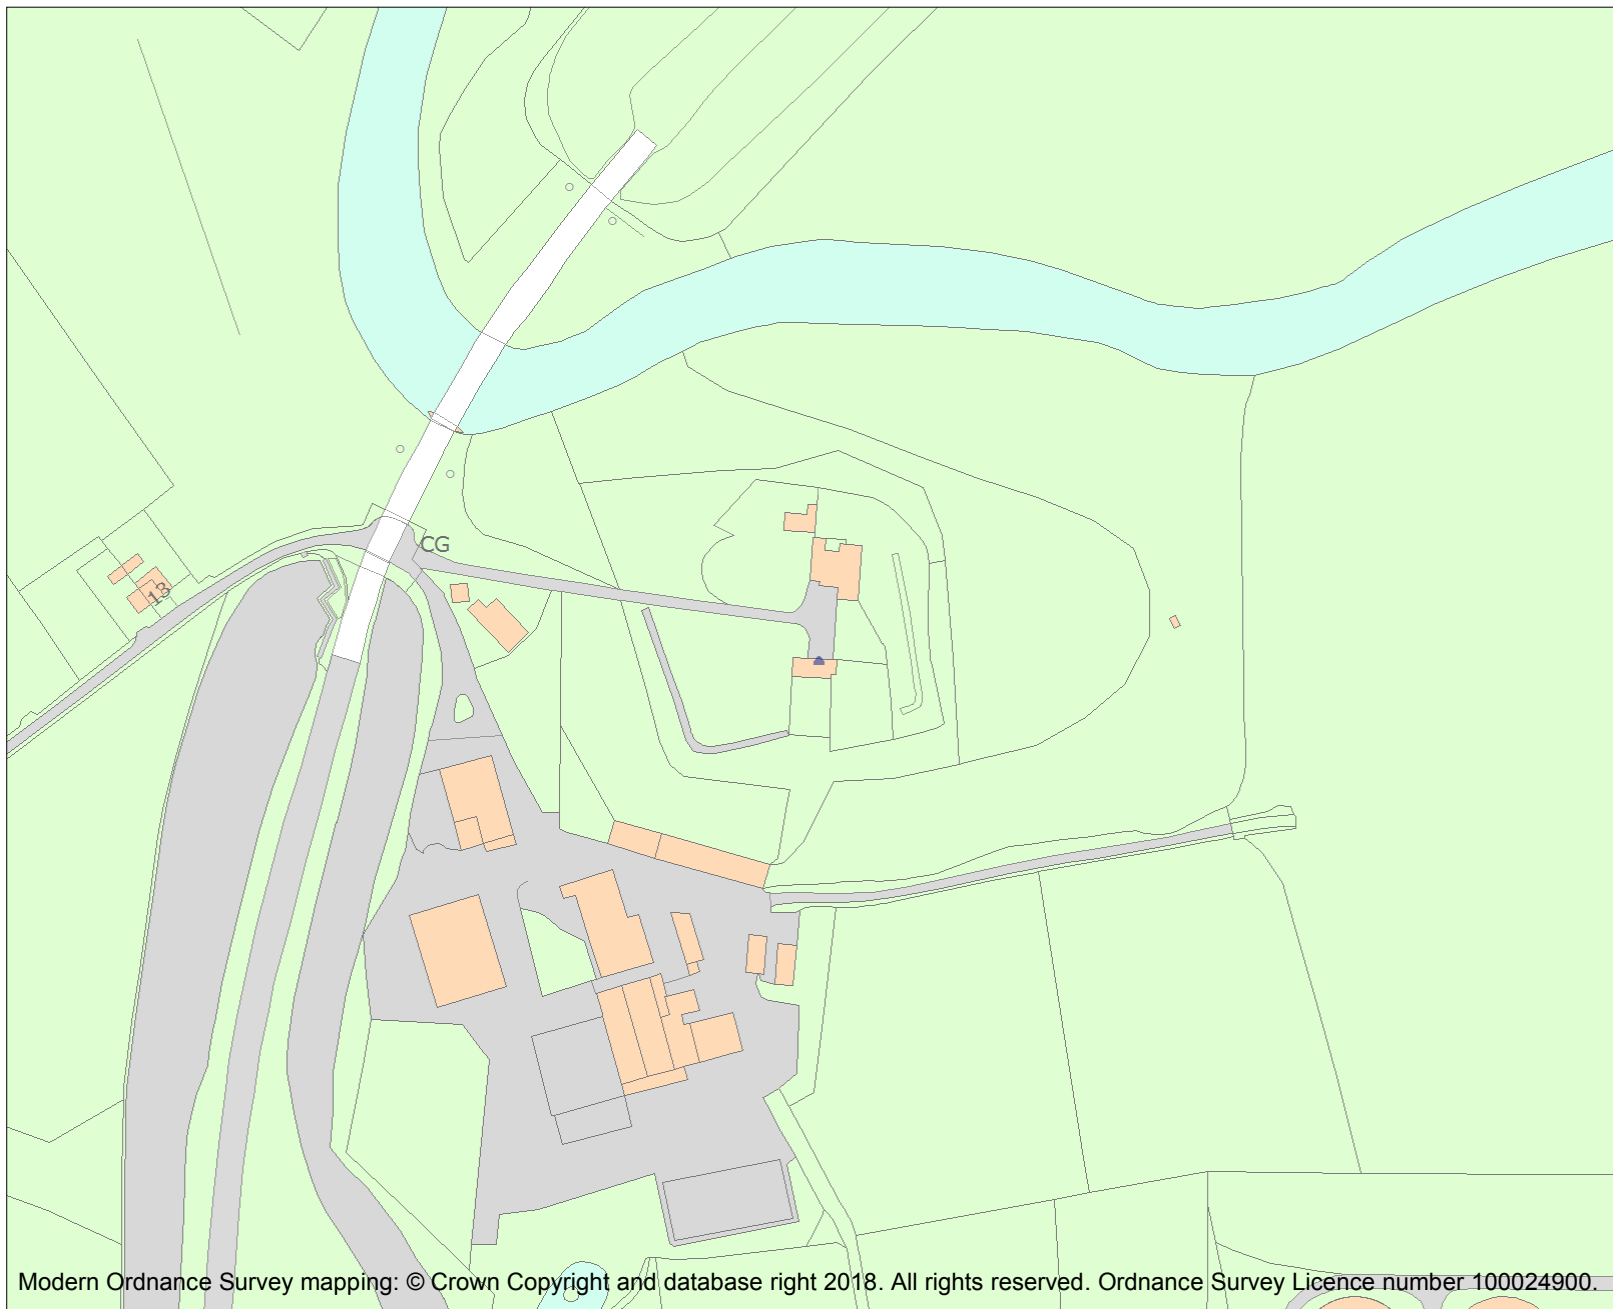 CG
13
Modern Ordnance Survey mapping: © Crown Copyright and database right 2018. All rights reserved. Ordnance Survey Licence number 100024900.